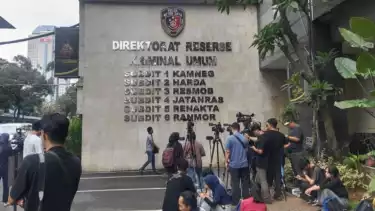 DIREKTORAT RESERSE
KRIMINAL UMUM
SUBDIT 1 KAMNEG
SUBDIT 2 HARDA
SUBDIT 3 RESMOB
SUBDIT 4 JATANRAS
SUBDIT 5 RENAKTA
SUBDIT 6 RANMOR